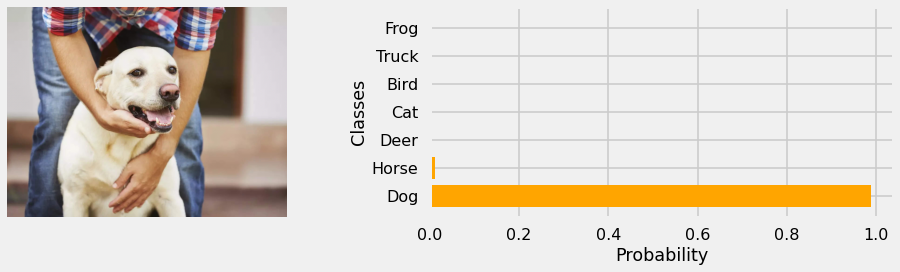 Frog
Truck
Bird
Cat
Deer
Horse
Dog
Classes
0.0 0.2 0.4 0.6 0.8 1.0
Probability